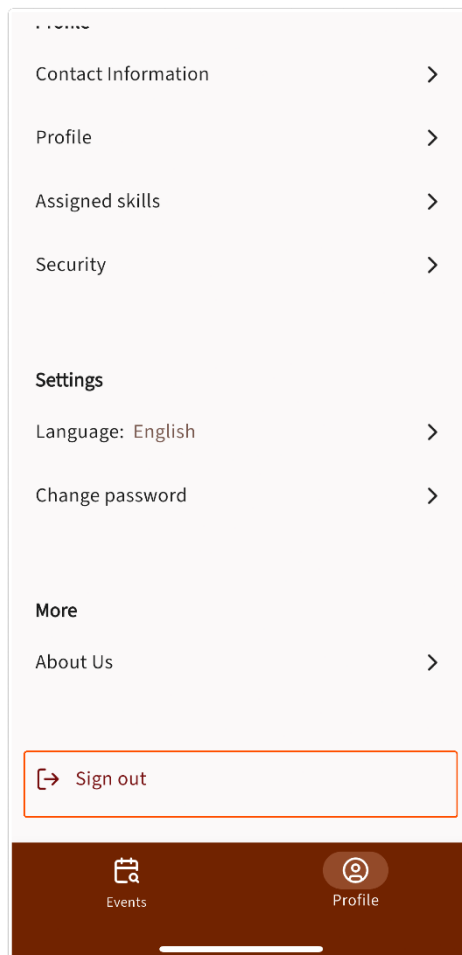 Contact Information
Profile
Assigned skills
Security
Settings
Language: English
Change password
More
About Us
Sign out
Events
Profile